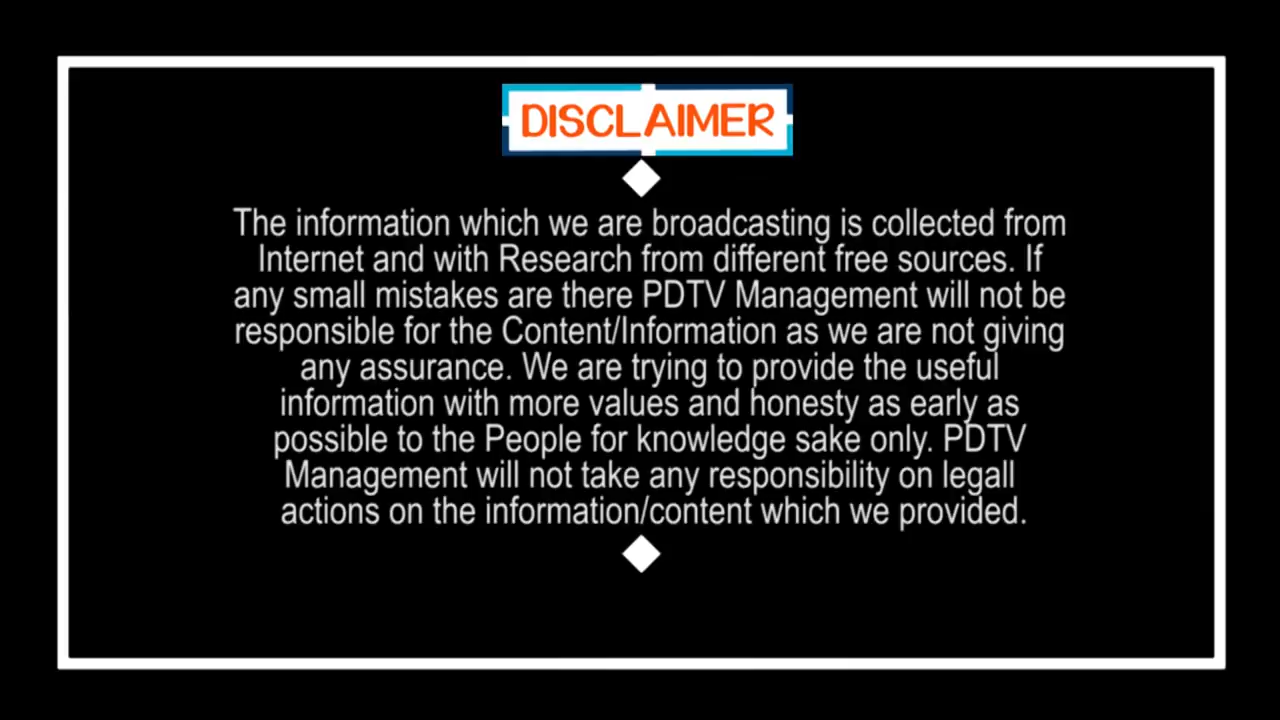 DISCLAIMER
The information which we are broadcasting is collected from
Internet and with Research from different free sources. If
any small mistakes are there PDTV Management will not be
responsible for the Content/Information as we are not giving
any assurance. We are trying to provide the useful
information with more values and honesty as early as
possible to the People for knowledge sake only. PDTV
Management will not take any responsibility on legall
actions on the information/content which we provided.